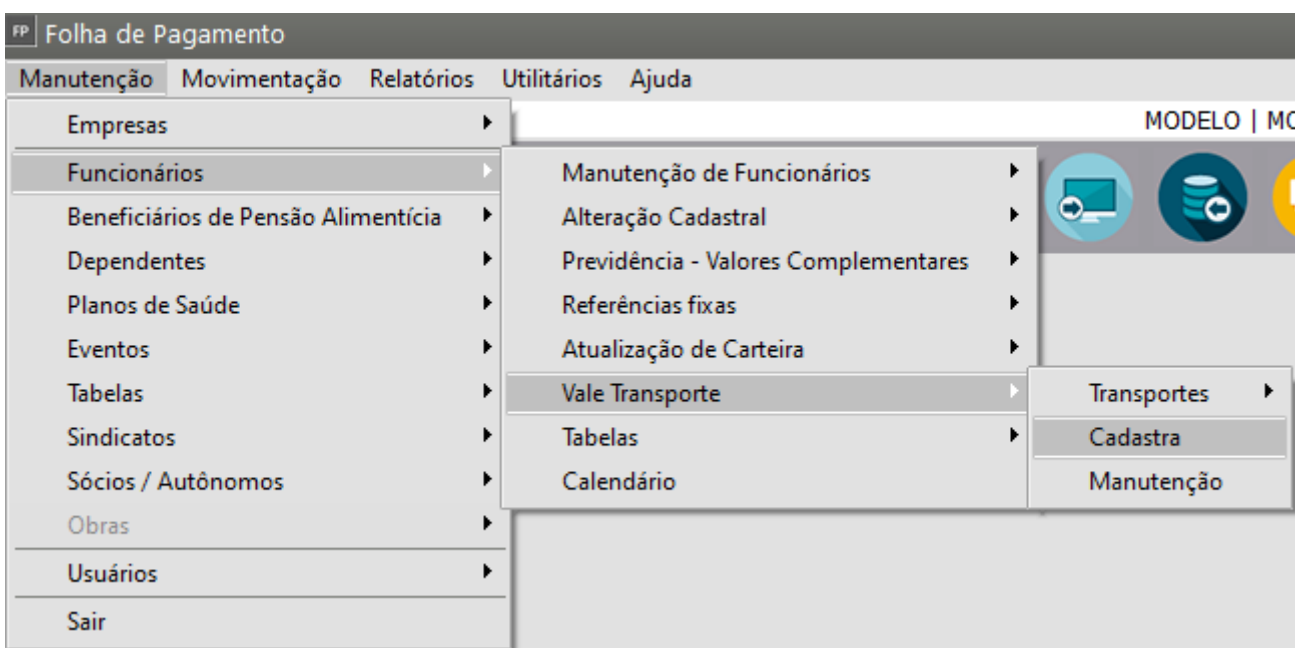 FP Folha de Pagamento
Manutenção Movimentação Relatórios Utilitários Ajuda
MODELO | MO
Empresas
Funcionários
Beneficiários de Pensão Alimentícia
Dependentes
Planos de Saúde
Eventos
Tabelas
Sindicatos
Sócios / Autônomos
Obras
Usuários
Sair
Manutenção de Funcionários
Alteração Cadastral
Previdência - Valores Complementares
Referências fixas
Atualização de Carteira
Vale Transporte
Tabelas
Calendário
Transportes
Cadastra
Manutenção